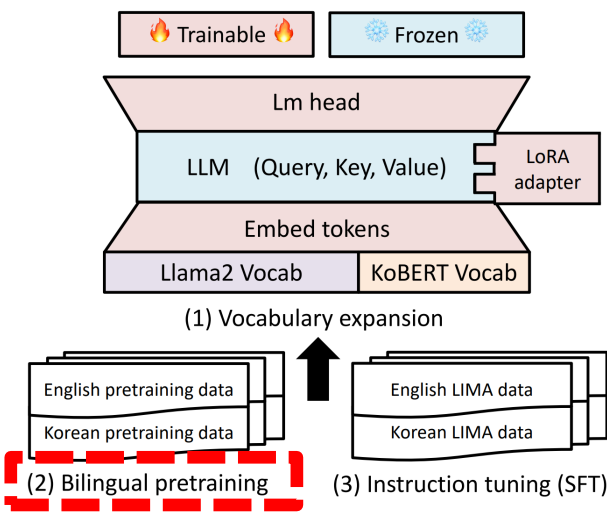 Trainable
Frozen
Lm head
LLM (Query, Key, Value)
LoRA
adapter
Embed tokens
Llama2 Vocab
KoBERT Vocab
(1) Vocabulary expansion
English pretraining data
Korean pretraining data
English LIMA data
Korean LIMA data
(2) Bilingual pretraining
(3) Instruction tuning (SFT)